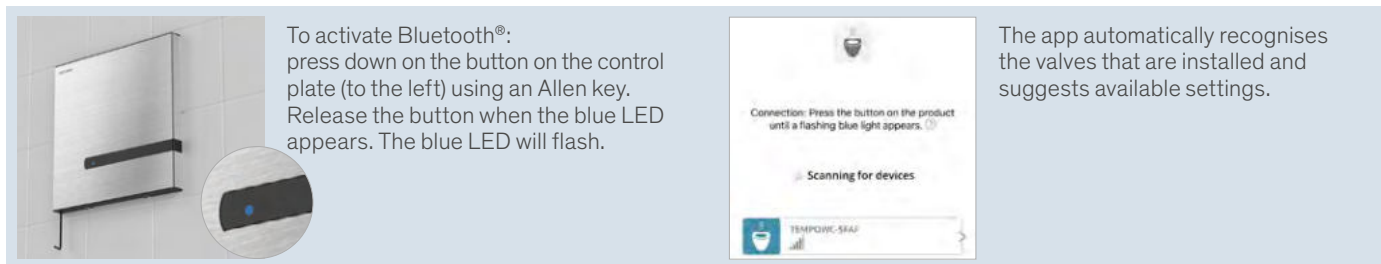 To activate Bluetooth®:
press down on the button on the control
plate (to the left) using an Allen key.
Release the button when the blue LED
appears. The blue LED will flash.
Connection: Press the button on the product
until a flashing blue light appears. ?
Scanning for devices
The app automatically recognises
the valves that are installed and
suggests available settings.